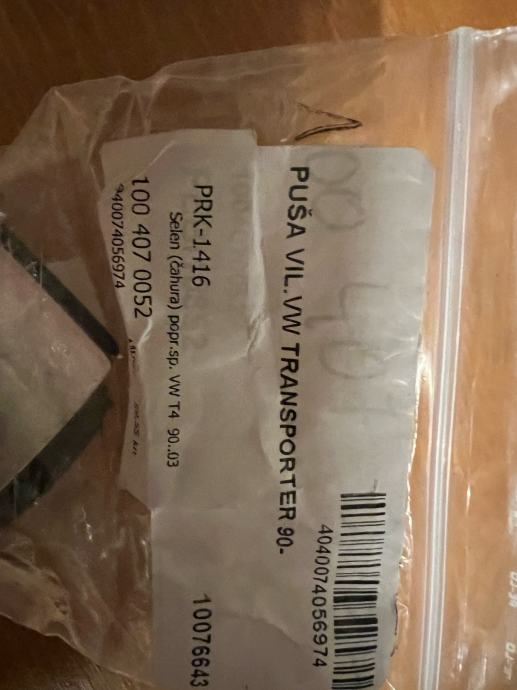 PUŠA VIL.VW TRANSPORTER 90-
4040074056974
10076643
PRK-1416
Selen (čahura) popr.sp. VW T4 90..03
100 407 0052